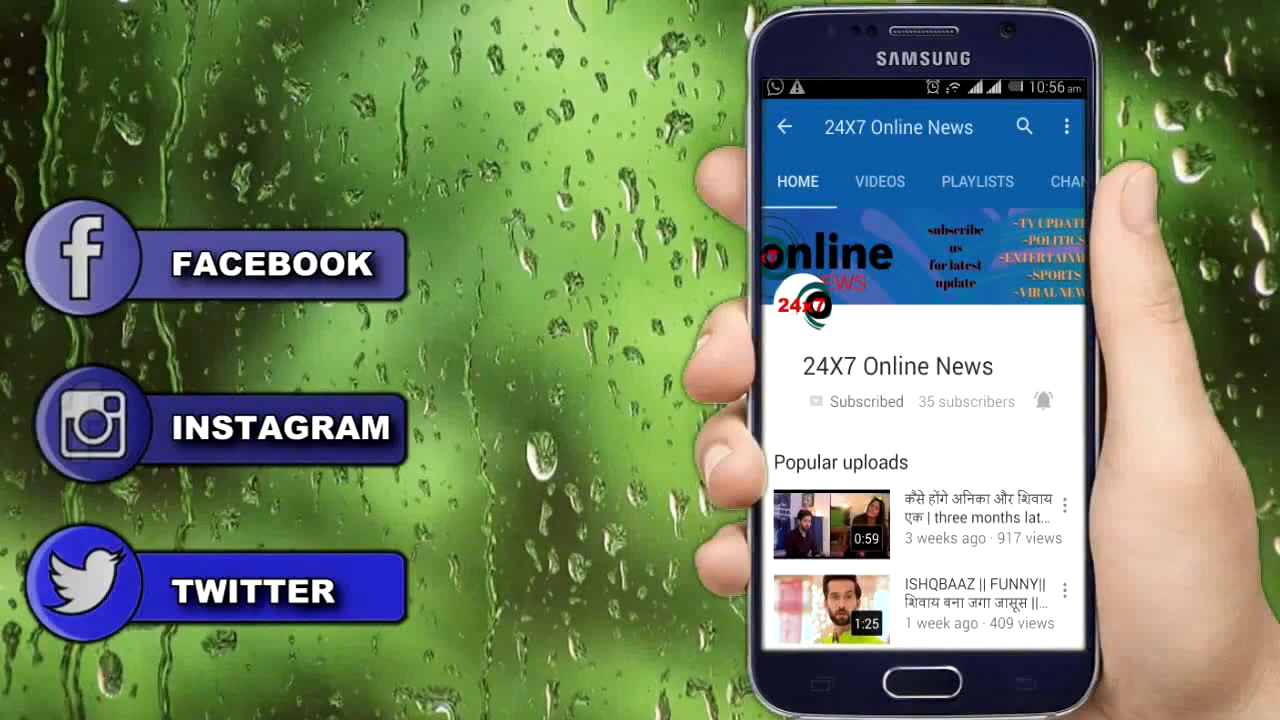 FACEBOOK
INSTAGRAM
TWITTER
SAMSUNG
10:56 am
24X7 Online News
HOME VIDEOS PLAYLISTS CHAN
online
NEWS
24x7
subscribe
us
for latest
update
~TV UPDATE
~POLITICS
~ENTERTAINM
~SPORTS
~VIRAL NEW
24X7 Online News
Subscribed 35 subscribers
Popular uploads
0:59
कैसे होंगे अनिका और शिवाय
एक | three months lat...
3 weeks ago · 917 views
1:25
ISHQBAAZ || FUNNY||
शिवाय बना जगा जासूस ||...
1 week ago · 409 views